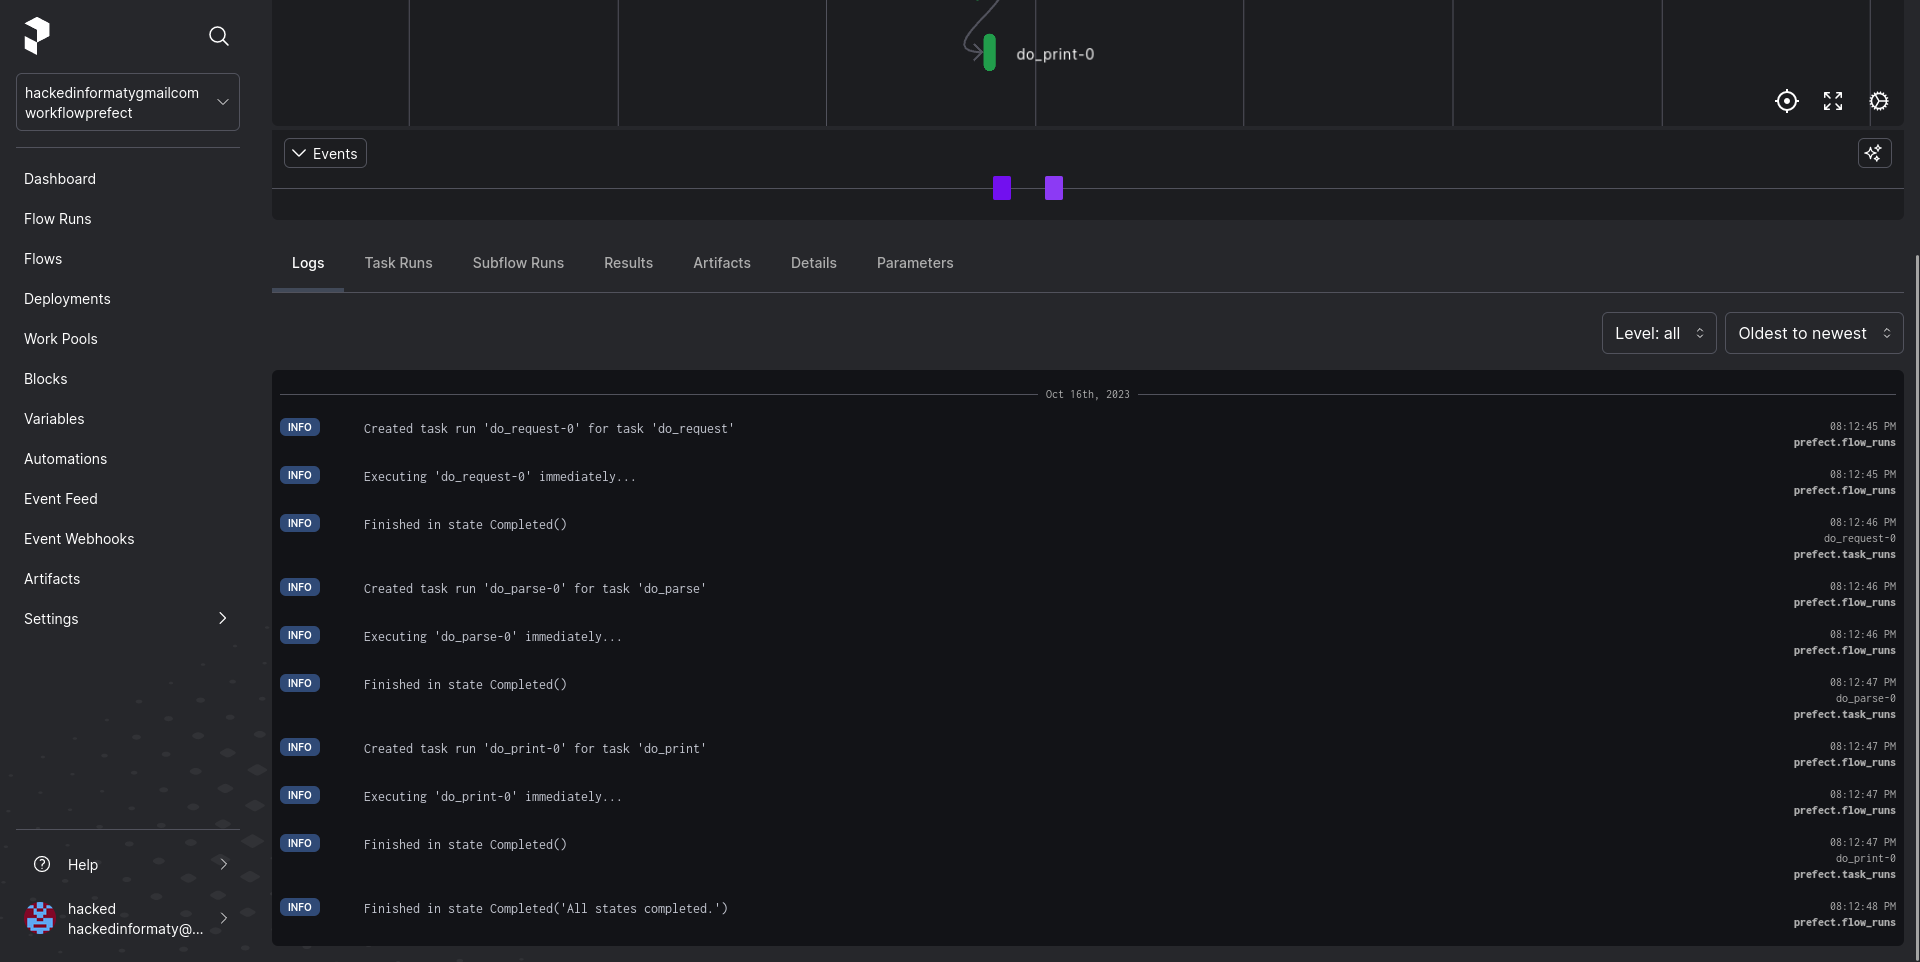 hackedinformatygmailcom
workflowprefect
Dashboard
Flow Runs
Flows
Deployments
Work Pools
Blocks
Variables
Automations
Event Feed
Event Webhooks
Artifacts
Settings
Help
hacked
hackedinformaty@...
do_print-0
Events
Logs Task Runs Subflow Runs Results Artifacts Details Parameters
Level: all Oldest to newest
Oct 16th, 2023
INFO Created task run 'do_request-0' for task 'do_request' 08:12:45 PM
prefect.flow_runs
INFO Executing 'do_request-0' immediately... 08:12:45 PM
prefect.flow_runs
INFO Finished in state Completed() 08:12:46 PM
do_request-0
prefect.task_runs
INFO Created task run 'do_parse-0' for task 'do_parse' 08:12:46 PM
prefect.flow_runs
INFO Executing 'do_parse-0' immediately... 08:12:46 PM
prefect.flow_runs
INFO Finished in state Completed() 08:12:47 PM
do_parse-0
prefect.task_runs
INFO Created task run 'do_print-0' for task 'do_print' 08:12:47 PM
prefect.flow_runs
INFO Executing 'do_print-0' immediately... 08:12:47 PM
prefect.flow_runs
INFO Finished in state Completed() 08:12:47 PM
do_print-0
prefect.task_runs
INFO Finished in state Completed('All states completed.') 08:12:48 PM
prefect.flow_runs